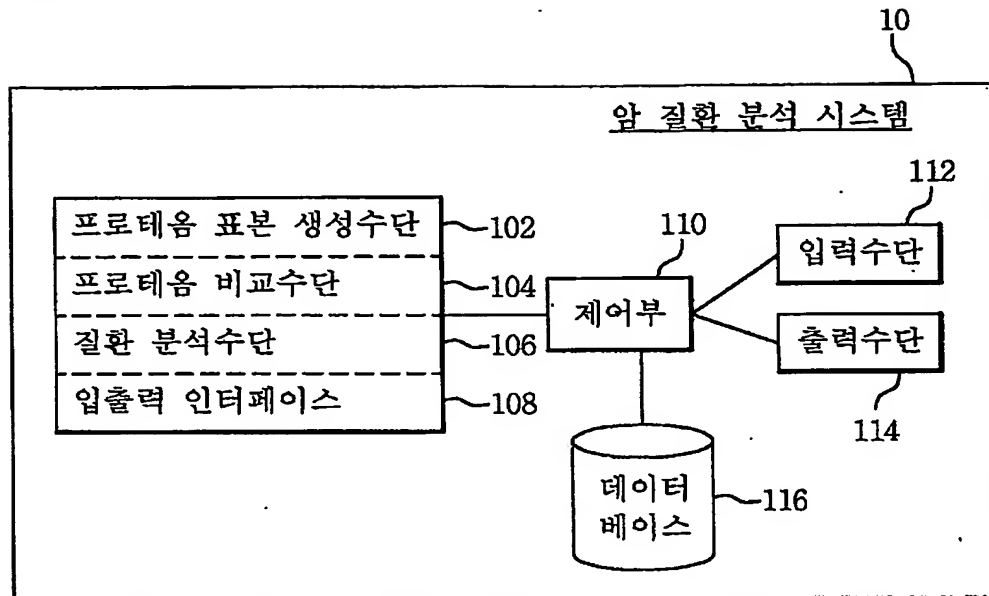 10
암 질환 분석 시스템
프로테옴 표본 생성수단
102
프로테옴 비교수단
104
질환 분석수단
106
입출력 인터페이스
108
110
제어부
112
입력수단
출력수단
114
데이터
베이스
116